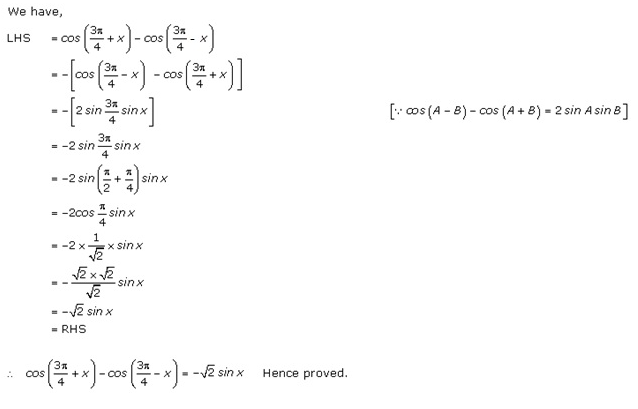 We have,
LHS = cos(3π/4 + x) − cos(3π/4 - x)
= −[cos(3π/4 − x) − cos(3π/4 + x)]
= −[2 sin 3π/4 sin x] [∵ cos(A − B) − cos(A + B) = 2 sin A sin B]
= −2 sin 3π/4 sin x
= −2 sin(π/2 + π/4) sin x
= −2cos π/4 sin x
= −2 × 1/√2 × sin x
= − √2 × √2/√2 sin x
= −√2 sin x
= RHS
∴ cos(3π/4 + x) − cos(3π/4 − x) = −√2 sin x Hence proved.